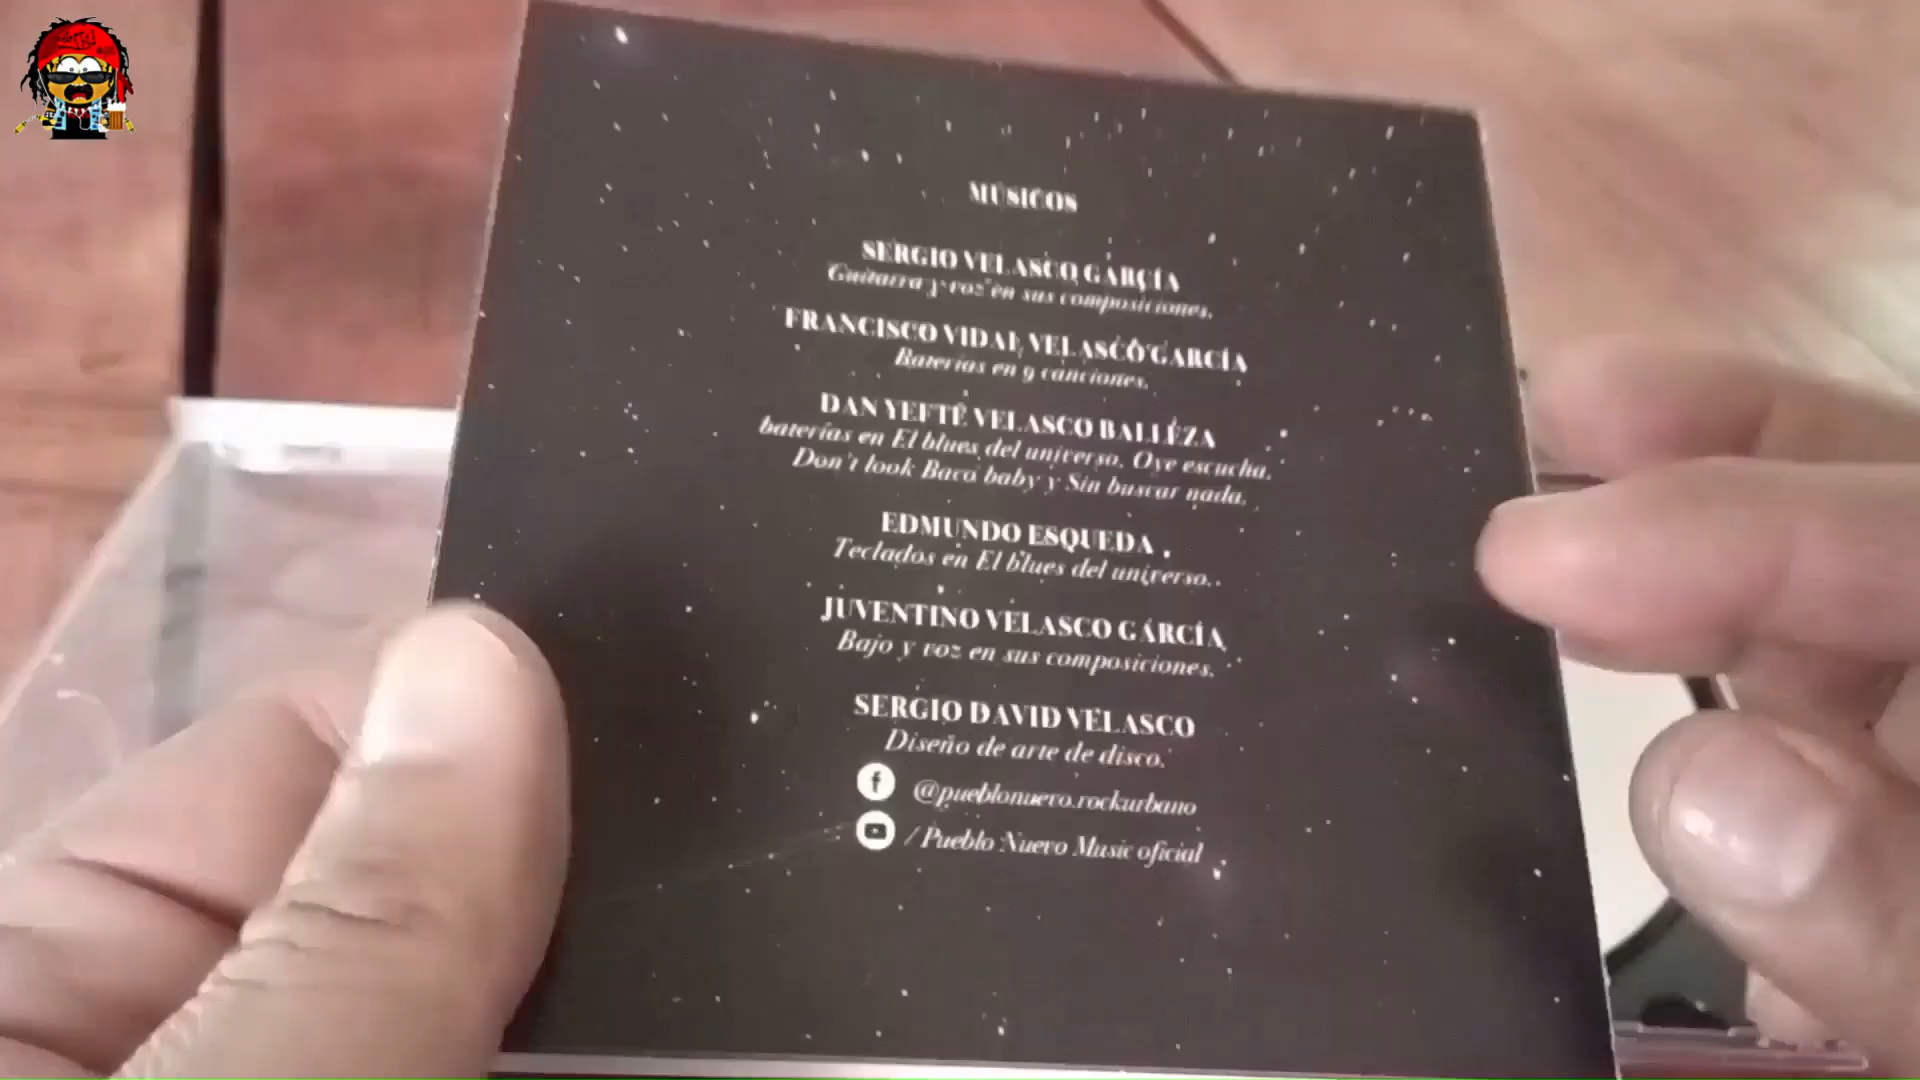 MÚSICOS
SERGIO VELASCO GARCÍA
Guitarra y voz en sus composiciones.
FRANCISCO VIDAL VELASCO GARCÍA
Baterías en 9 canciones.
DAN YEFTÉ VELASCO BALLEZA
baterías en El blues del universo, Oye escucha.
Don't look Baco baby y Sin buscar nada.
EDMUNDO ESQUEDA
Teclados en El blues del universo.
JUVENTINO VELASCO GARCÍA
Bajo y voz en sus composiciones.
SERGIO DAVID VELASCO
Diseño de arte de disco.
@pueblonuevo.rockurbano
/ Pueblo Nuevo Music oficial